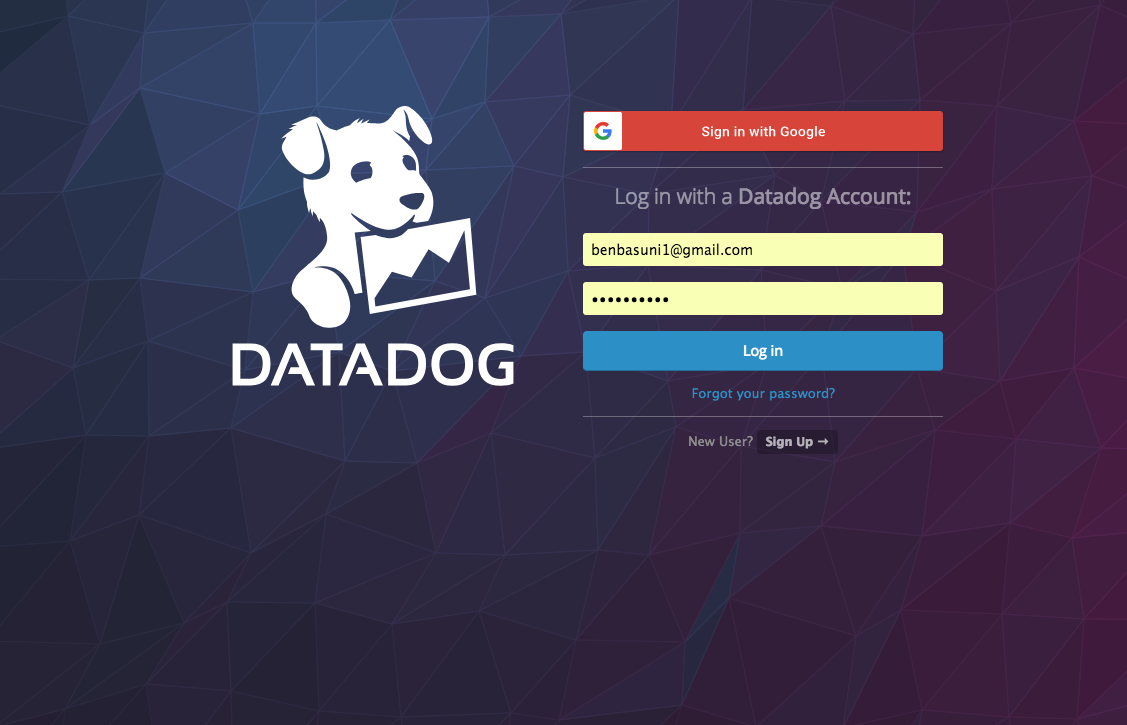 DATADOG
Sign in with Google
Log in with a Datadog Account:
benbasuni1@gmail.com
••••••••••
Log in
Forgot your password?
New User? Sign Up →